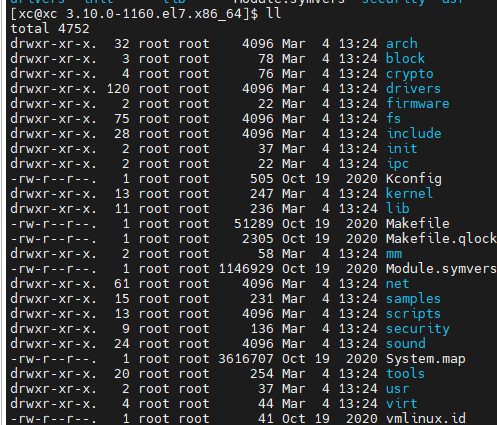 [xc@xc 3.10.0-1160.el7.x86_64]$ ll
total 4752
drwxr-xr-x. 32 root root 4096 Mar 4 13:24 arch
drwxr-xr-x. 3 root root 78 Mar 4 13:24 block
drwxr-xr-x. 4 root root 76 Mar 4 13:24 crypto
drwxr-xr-x. 120 root root 4096 Mar 4 13:24 drivers
drwxr-xr-x. 2 root root 22 Mar 4 13:24 firmware
drwxr-xr-x. 75 root root 4096 Mar 4 13:24 fs
drwxr-xr-x. 28 root root 4096 Mar 4 13:24 include
drwxr-xr-x. 2 root root 37 Mar 4 13:24 init
drwxr-xr-x. 2 root root 22 Mar 4 13:24 ipc
-rw-r--r--. 1 root root 505 Oct 19 2020 Kconfig
drwxr-xr-x. 13 root root 247 Mar 4 13:24 kernel
drwxr-xr-x. 11 root root 236 Mar 4 13:24 lib
-rw-r--r--. 1 root root 51289 Oct 19 2020 Makefile
-rw-r--r--. 1 root root 2305 Oct 19 2020 Makefile.qlock
drwxr-xr-x. 2 root root 58 Mar 4 13:24 mm
-rw-r--r--. 1 root root 1146929 Oct 19 2020 Module.symvers
drwxr-xr-x. 61 root root 4096 Mar 4 13:24 net
drwxr-xr-x. 15 root root 231 Mar 4 13:24 samples
drwxr-xr-x. 13 root root 4096 Mar 4 13:24 scripts
drwxr-xr-x. 9 root root 136 Mar 4 13:24 security
drwxr-xr-x. 24 root root 4096 Mar 4 13:24 sound
-rw-r--r--. 1 root root 3616707 Oct 19 2020 System.map
drwxr-xr-x. 20 root root 254 Mar 4 13:24 tools
drwxr-xr-x. 2 root root 37 Mar 4 13:24 usr
drwxr-xr-x. 4 root root 44 Mar 4 13:24 virt
-rw-r--r--. 1 root root 41 Oct 19 2020 vmlinux.id